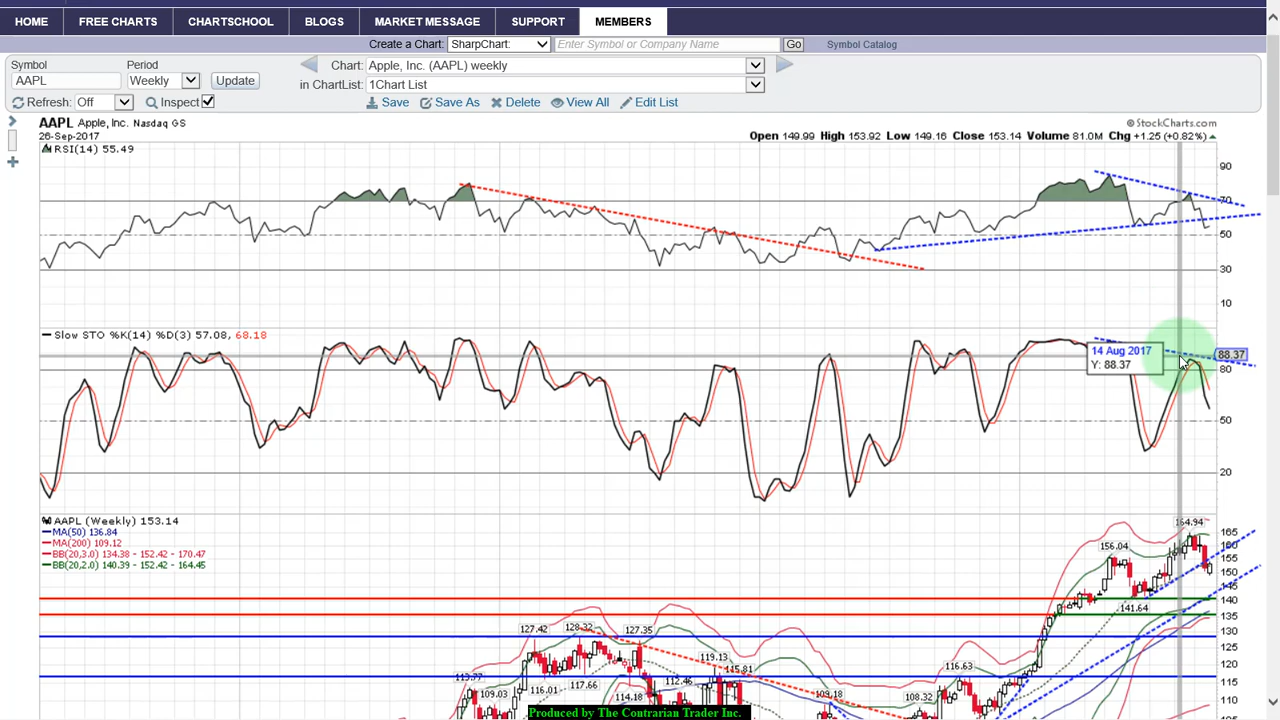 HOME FREE CHARTS CHARTSCHOOL BLOGS MARKET MESSAGE SUPPORT MEMBERS
Create a Chart: SharpChart: Enter Symbol or Company Name Go Symbol Catalog
Symbol Period Chart: Apple, Inc. (AAPL) weekly
AAPL Weekly Update in ChartList: 1Chart List
Refresh: Off Inspect Save Save As Delete View All Edit List
AAPL Apple, Inc. Nasdaq GS © StockCharts.com
26-Sep-2017 Open 149.99 High 153.92 Low 149.16 Close 153.14 Volume 81.0M Chg +1.25 (+0.82%)
RSI(14) 55.49
90
70
50
30
10
Slow STO %K(14) %D(3) 57.08, 68.18
14 Aug 2017 88.37
Y: 88.37
80
50
20
AAPL (Weekly) 153.14
MA(50) 136.84
MA(200) 109.12
BB(20,3.0) 134.38 - 152.42 - 170.47
BB(20,2.0) 140.39 - 152.42 - 164.45
164.94
165
160
156.04
155
150
141.64
140
135
130
125
120
115
110
105
127.42 128.32 127.35
119.13
115.81
116.63
113.77
109.03 116.01 117.66 114.18 112.46 109.18 108.32
Produced by The Contrarian Trader Inc.